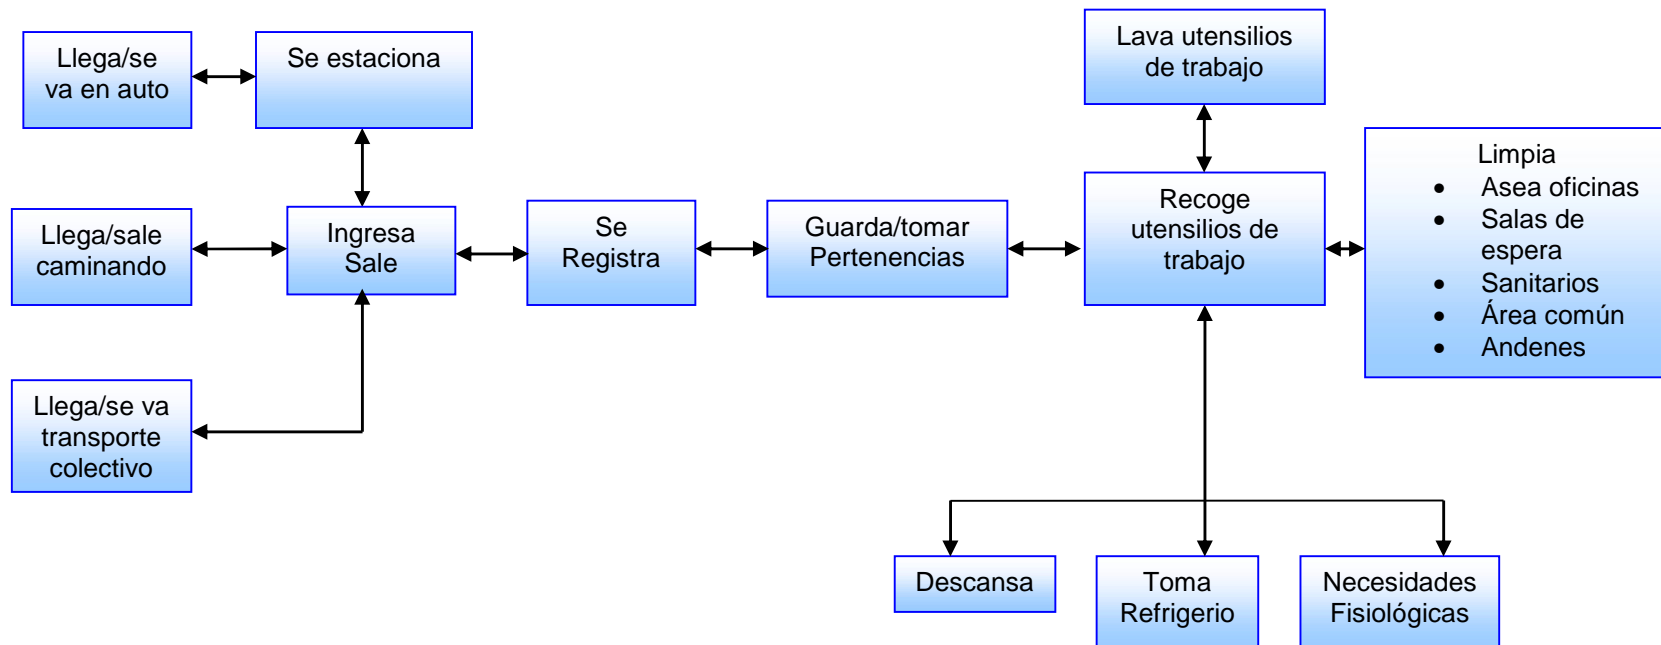 Llega/se
va en auto
Se estaciona
Lava utensilios
de trabajo
Llega/sale
caminando
Ingresa
Sale
Se
Registra
Guarda/tomar
Pertenencias
Recoge
utensilios de
trabajo
Limpia
• Asea oficinas
• Salas de
espera
• Sanitarios
• Área común
• Andenes
Llega/se va
transporte
colectivo
Descansa
Toma
Refrigerio
Necesidades
Fisiológicas